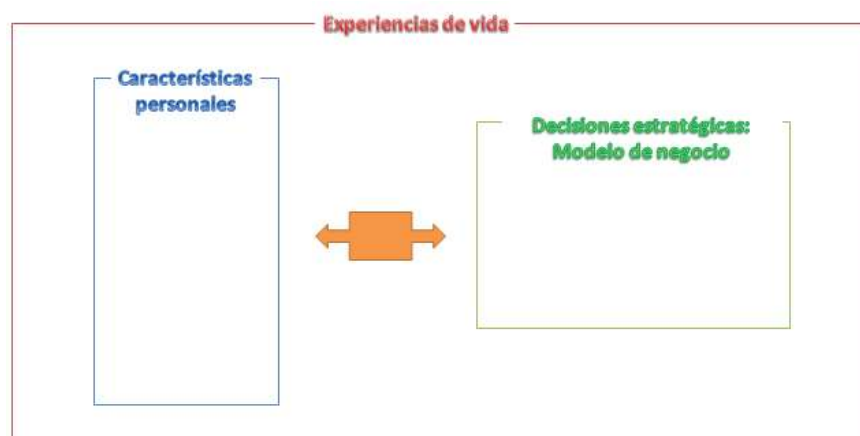 Experiencias de vida
Características
personales
Decisiones estratégicas:
Modelo de negocio